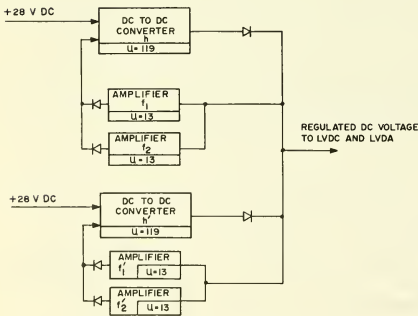 +28 V DC
DC TO DC
CONVERTER
h
U=119
AMPLIFIER
f1
U=13
AMPLIFIER
f2
U=13
REGULATED DC VOLTAGE
TO LVDC AND LVDA
+28 V DC
DC TO DC
CONVERTER
h'
U=119
AMPLIFIER
f1' U=13
AMPLIFIER
f2' U=13